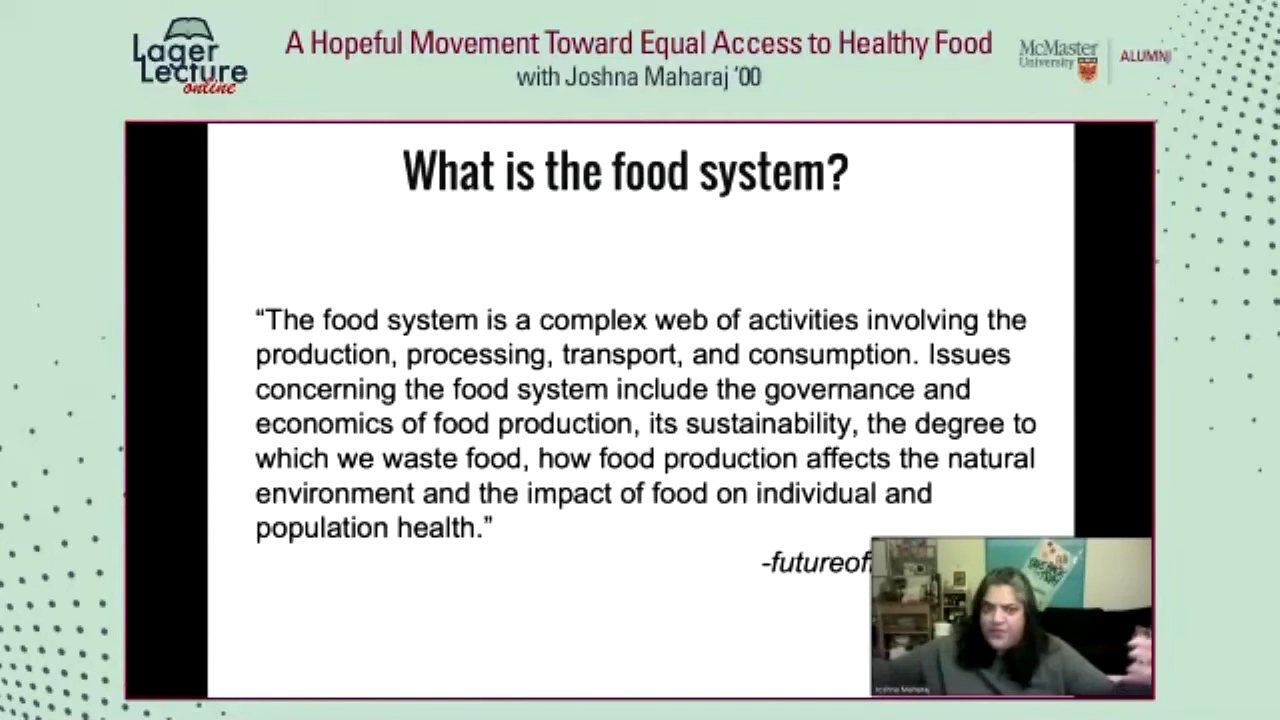 Lager
Lecture
online
A Hopeful Movement Toward Equal Access to Healthy Food
with Joshna Maharaj ‘00
McMaster
University
ALUMNI
What is the food system?
“The food system is a complex web of activities involving the
production, processing, transport, and consumption. Issues
concerning the food system include the governance and
economics of food production, its sustainability, the degree to
which we waste food, how food production affects the natural
environment and the impact of food on individual and
population health.”
-futureof
Joshna Maharaj